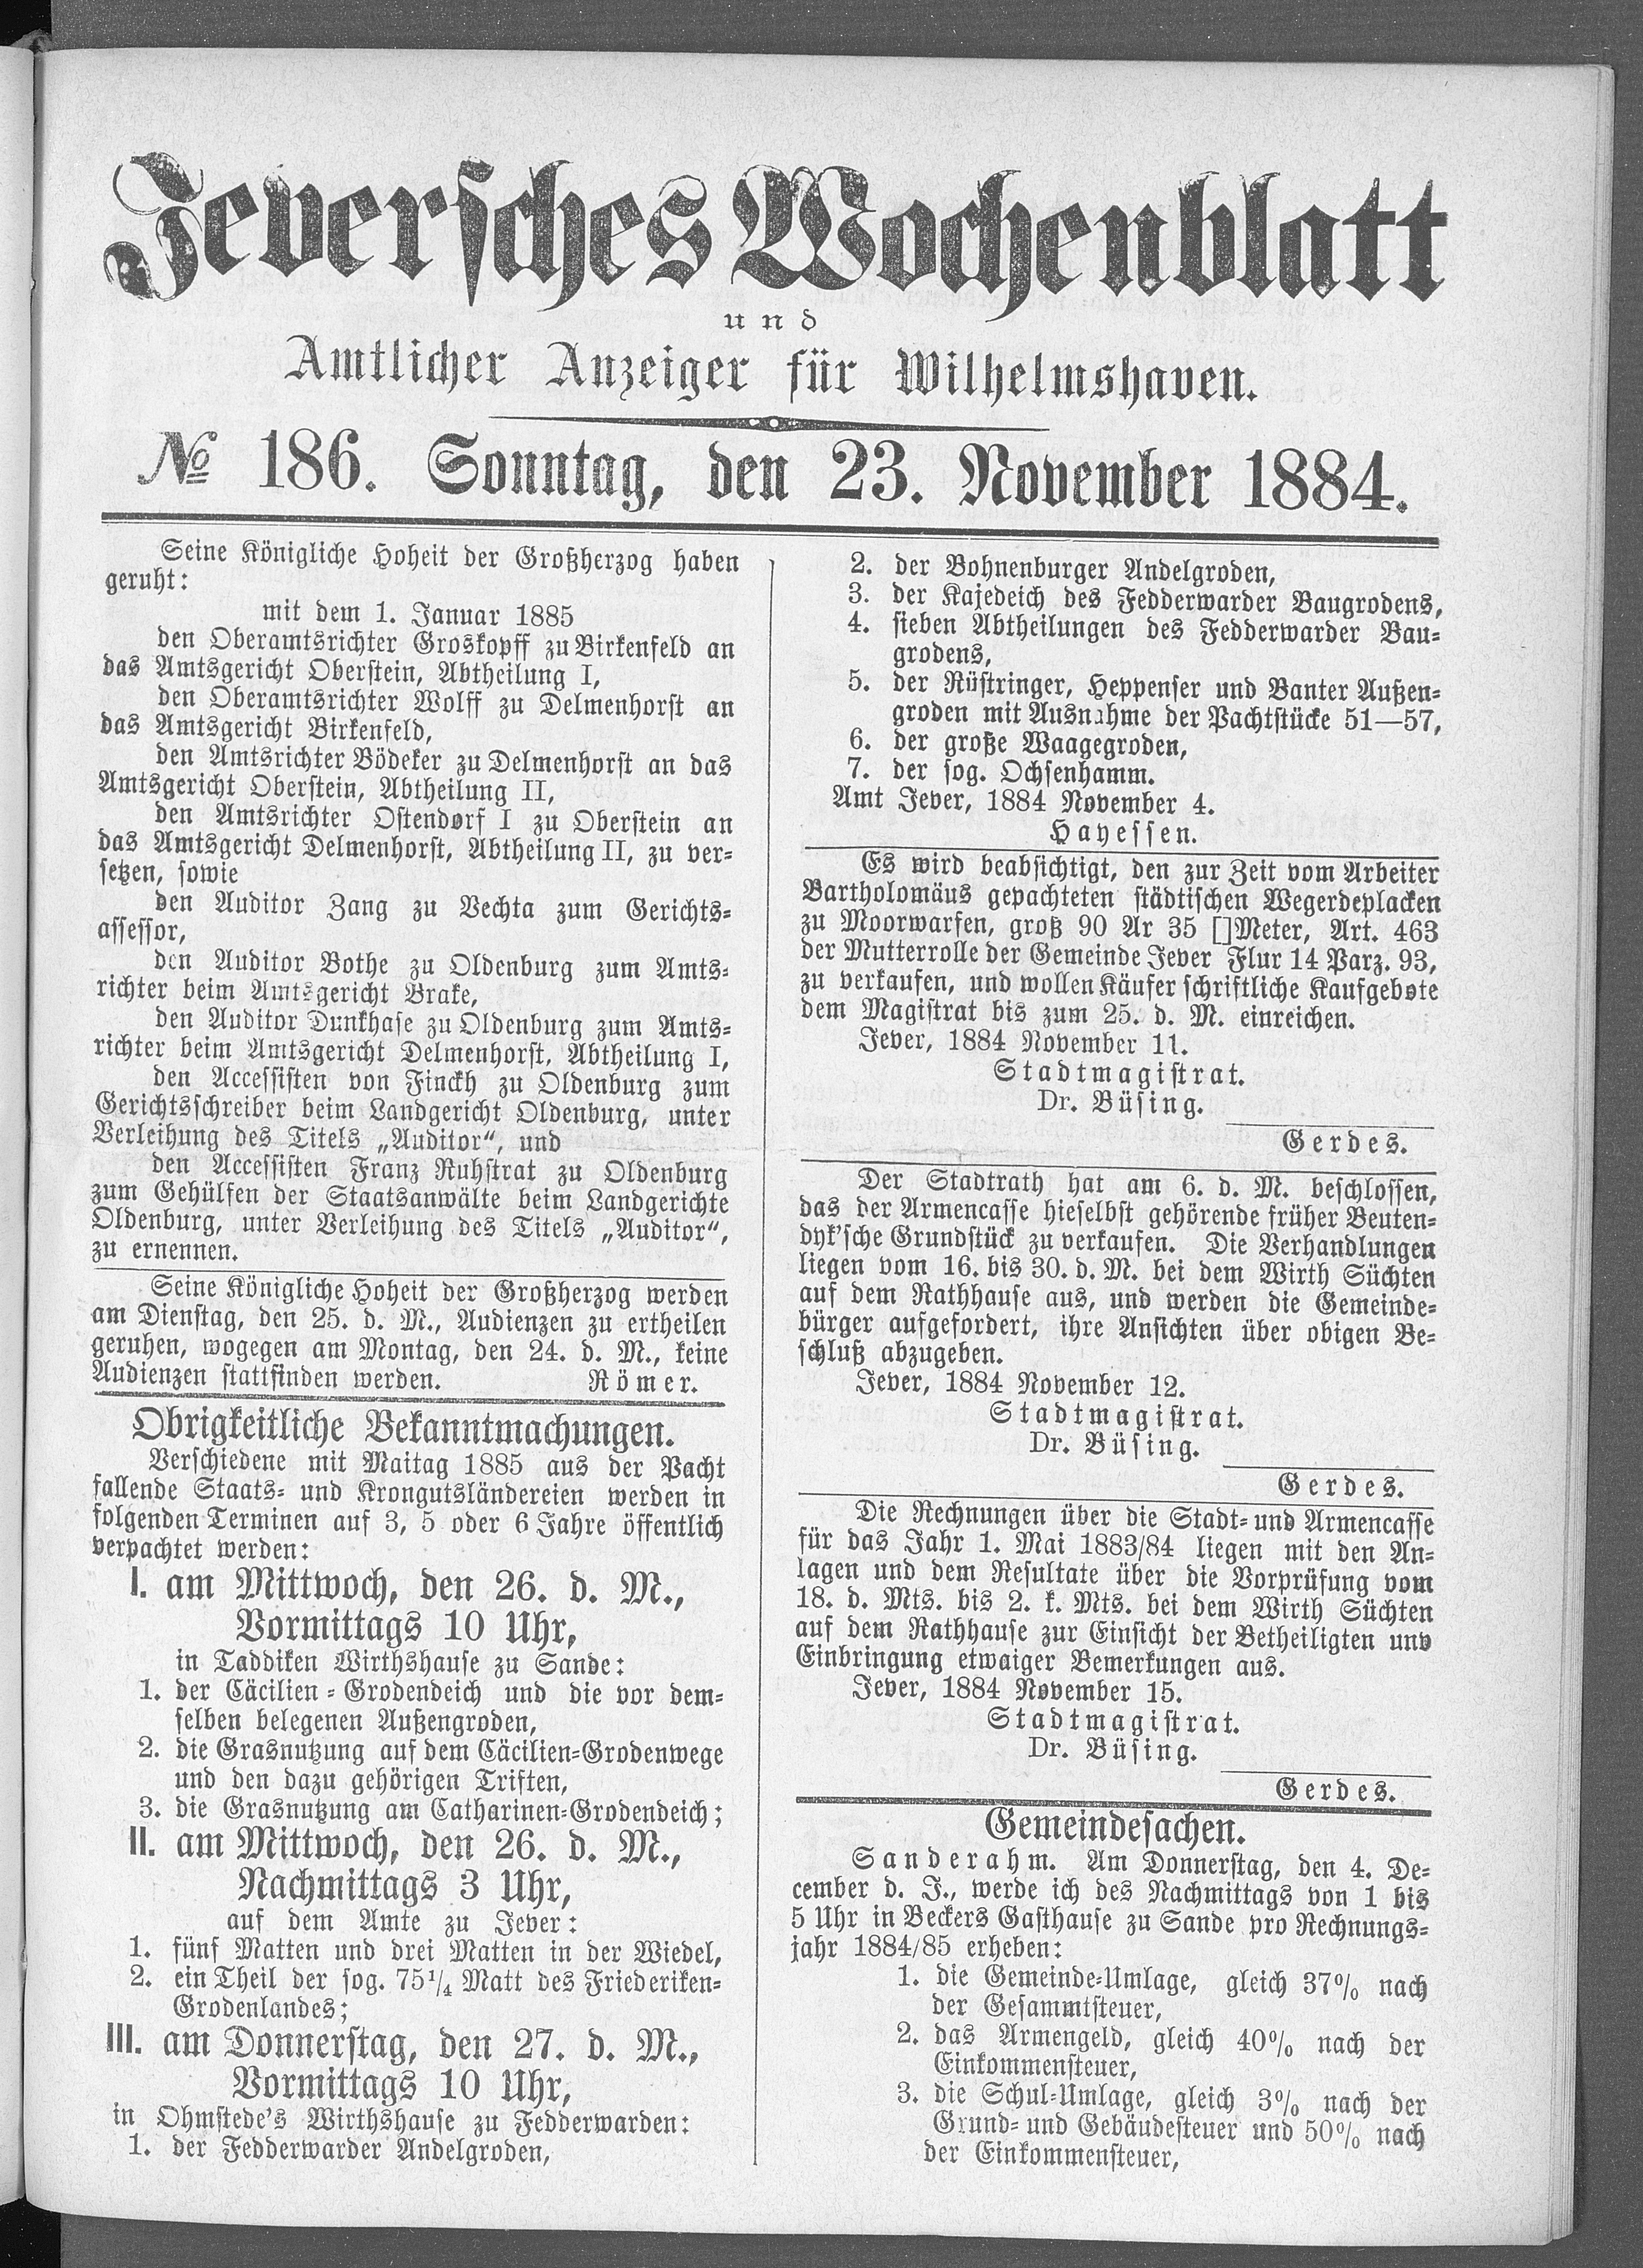 Jeversches Wochenblatt
und
Amtlicher Anzeiger für Wilhelmshaven.
№ 186. Sonntag, den 23. November 1884.
Seine Königliche Hoheit der Großherzog haben
geruht:
mit dem 1. Januar 1885
den Oberamtsrichter Groskopff zu Birkenfeld an
das Amtsgericht Oberstein, Abtheilung I,
den Oberamtsrichter Wolff zu Delmenhorst an
das Amtsgericht Birkenfeld,
den Amtsrichter Bödeker zu Delmenhorst an das
Amtsgericht Oberstein, Abtheilung II,
den Amtsrichter Ostendorf I zu Oberstein an
das Amtsgericht Delmenhorst, Abtheilung II, zu ver-
setzen, sowie
den Auditor Zang zu Vechta zum Gerichts-
assessor,
den Auditor Bothe zu Oldenburg zum Amts-
richter beim Amtsgericht Brake,
den Auditor Dunkhase zu Oldenburg zum Amts-
richter beim Amtsgericht Delmenhorst, Abtheilung I,
den Accessisten von Finckh zu Oldenburg zum
Gerichtsschreiber beim Landgericht Oldenburg, unter
Verleihung des Titels „Auditor“, und
den Accessisten Franz Ruhstrat zu Oldenburg
zum Gehülfen der Staatsanwälte beim Landgerichte
Oldenburg, unter Verleihung des Titels „Auditor“,
zu ernennen.
Seine Königliche Hoheit der Großherzog werden
am Dienstag, den 25. d. M., Audienzen zu ertheilen
geruhen, wogegen am Montag, den 24. d. M., keine
Audienzen stattfinden werden. Römer.
Obrigkeitliche Bekanntmachungen.
Verschiedene mit Maitag 1885 aus der Pacht
fallende Staats- und Krongutsländereien werden in
folgenden Terminen auf 3, 5 oder 6 Jahre öffentlich
verpachtet werden:
I. am Mittwoch, den 26. d. M.,
Vormittags 10 Uhr,
in Taddiken Wirthshause zu Sande:
1. der Cäcilien-Grodendeich und die vor dem-
selben belegenen Außengroden,
2. die Grasnutzung auf dem Cäcilien-Grodenwege
und den dazu gehörigen Triften,
3. die Grasnutzung am Catharinen-Grodendeich;
II. am Mittwoch, den 26. d. M.,
Nachmittags 3 Uhr,
auf dem Amte zu Jever:
1. fünf Matten und drei Matten in der Wiedel,
2. ein Theil der sog. 75¼ Matt des Friederiken-
Grodenlandes;
III. am Donnerstag, den 27. d. M.,
Vormittags 10 Uhr,
in Ohmstede's Wirthshause zu Fedderwarden:
1. der Fedderwarder Andelgroden,
2. der Bohnenburger Andelgroden,
3. der Kajedeich des Fedderwarder Baugrodens,
4. sieben Abtheilungen des Fedderwarder Bau-
grodens,
5. der Rüstringer, Heppenser und Banter Außen-
groden mit Ausnahme der Pachtstücke 51—57,
6. der große Waagegroden,
7. der sog. Ochsenhamm.
Amt Jever, 1884 November 4.
Hayessen.
Es wird beabsichtigt, den zur Zeit vom Arbeiter
Bartholomäus gepachteten städtischen Wegerdeplacken
zu Moorwarfen, groß 90 Ar 35 []Meter, Art. 463
der Mutterrolle der Gemeinde Jever Flur 14 Parz. 93,
zu verkaufen, und wollen Käufer schriftliche Kaufgebote
dem Magistrat bis zum 25. d. M. einreichen.
Jever, 1884 November 11.
Stadtmagistrat.
Dr. Büsing.
Gerdes.
Der Stadtrath hat am 6. d. M. beschlossen,
das der Armencasse hieselbst gehörende früher Beuten-
dyk'sche Grundstück zu verkaufen. Die Verhandlungen
liegen vom 16. bis 30. d. M. bei dem Wirth Süchten
auf dem Rathhause aus, und werden die Gemeinde-
bürger aufgefordert, ihre Ansichten über obigen Be-
schluß abzugeben.
Jever, 1884 November 12.
Stadtmagistrat.
Dr. Büsing.
Gerdes.
Die Rechnungen über die Stadt- und Armencasse
für das Jahr 1. Mai 1883/84 liegen mit den An-
lagen und dem Resultate über die Vorprüfung vom
18. d. Mts. bis 2. k. Mts. bei dem Wirth Süchten
auf dem Rathhause zur Einsicht der Betheiligten und
Einbringung etwaiger Bemerkungen aus.
Jever, 1884 November 15.
Stadtmagistrat.
Dr. Büsing.
Gerdes.
Gemeindesachen.
Sanderahm. Am Donnerstag, den 4. De-
cember d. J., werde ich des Nachmittags von 1 bis
5 Uhr in Beckers Gasthause zu Sande pro Rechnungs-
jahr 1884/85 erheben:
1. die Gemeinde-Umlage, gleich 37% nach
der Gesammtsteuer,
2. das Armengeld, gleich 40% nach der
Einkommensteuer,
3. die Schul-Umlage, gleich 3% nach der
Grund- und Gebäudesteuer und 50% nach
der Einkommensteuer,